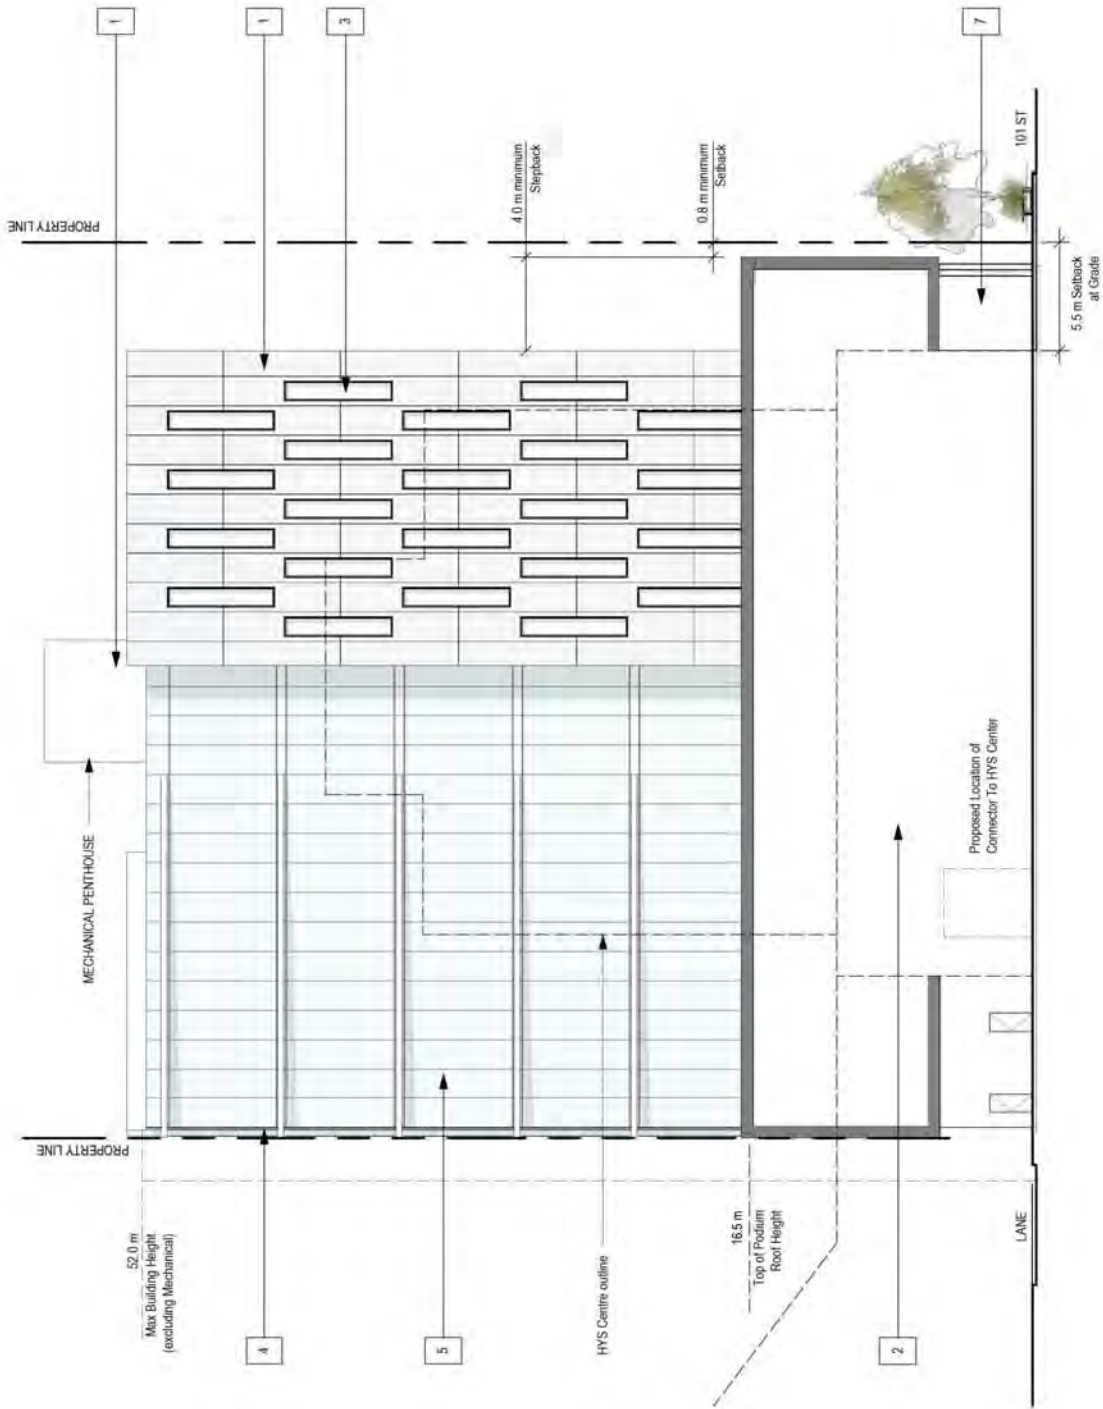 1
1
3
7
PROPERTY LINE
4.0 m minimum
Stepback
0.8 m minimum
Setback
101 ST
5.5 m Setback
at Grade
MECHANICAL PENTHOUSE
Proposed Location of
Connector To HYS Center
PROPERTY LINE
52.0 m
Max Building Height
(excluding Mechanical)
16.5 m
Top of Podium
Roof Height
LANE
HYS Centre outline
4
5
2